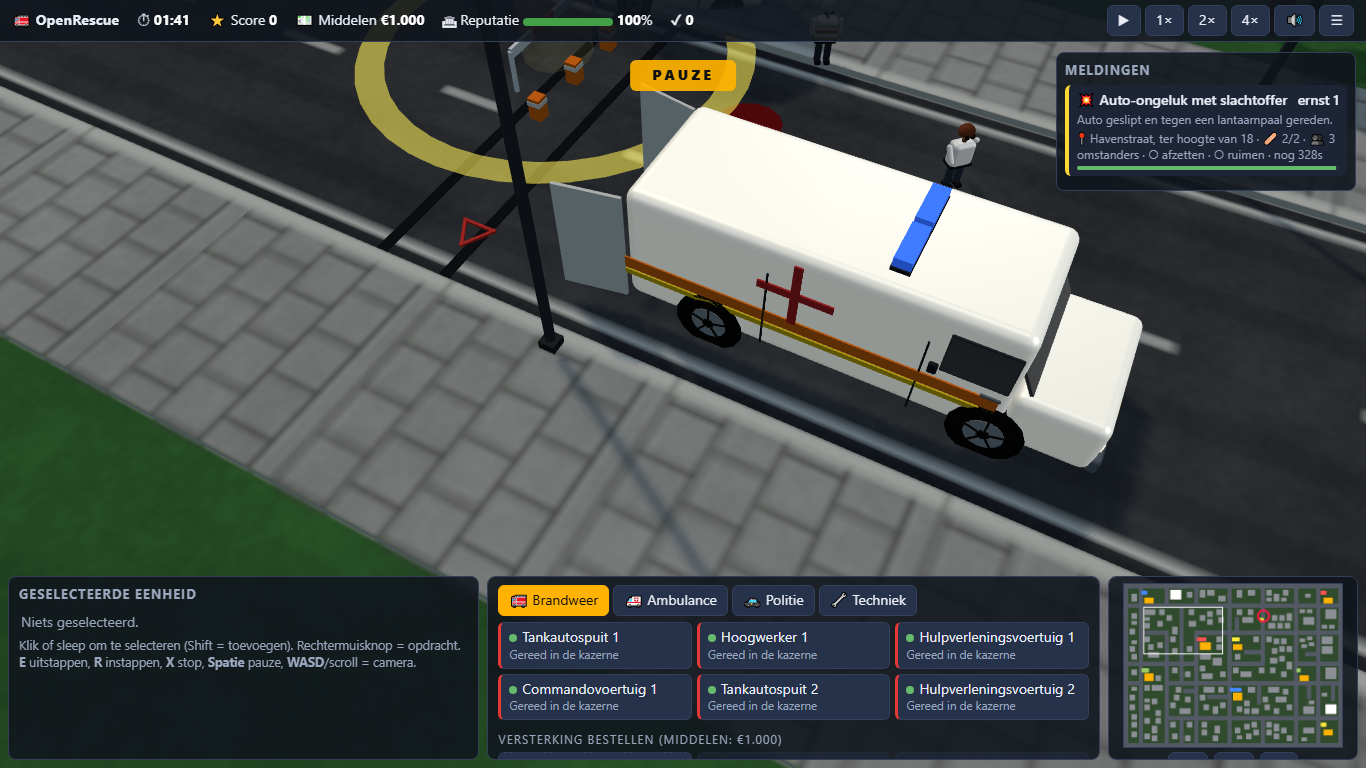 OpenRescue 01:41 Score 0 Middelen €1.000 Reputatie 100% ✓ 0 1× 2× 4×
PAUZE
MELDINGEN
Auto-ongeluk met slachtoffer ernst 1
Auto geslipt en tegen een lantaarnpaal gereden.
Havenstraat, ter hoogte van 18 · 2/2 · 3
omstanders · ○ afzetten · ○ ruimen · nog 328s
GESELECTEERDE EENHEID
Niets geselecteerd.
Klik of sleep om te selecteren (Shift = toevoegen). Rechtermuisknop = opdracht.
E uitstappen, R instappen, X stop, Spatie pauze, WASD/scroll = camera.
Brandweer Ambulance Politie Techniek
Tankautospuit 1 Hoogwerker 1 Hulpverleningsvoertuig 1
Gereed in de kazerne Gereed in de kazerne Gereed in de kazerne
Commandovoertuig 1 Tankautospuit 2 Hulpverleningsvoertuig 2
Gereed in de kazerne Gereed in de kazerne Gereed in de kazerne
VERSTERKING BESTELLEN (MIDDELEN: €1.000)